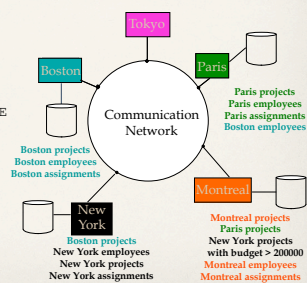 Tokyo
Boston
Paris
E
Communication
Network
Paris projects
Paris employees
Paris assignments
Boston employees
Boston projects
Boston employees
Boston assignments
Montreal
New
York
Boston projects
New York employees
New York projects
New York assignments
Montreal projects
Paris projects
New York projects
with budget > 200000
Montreal employees
Montreal assignments